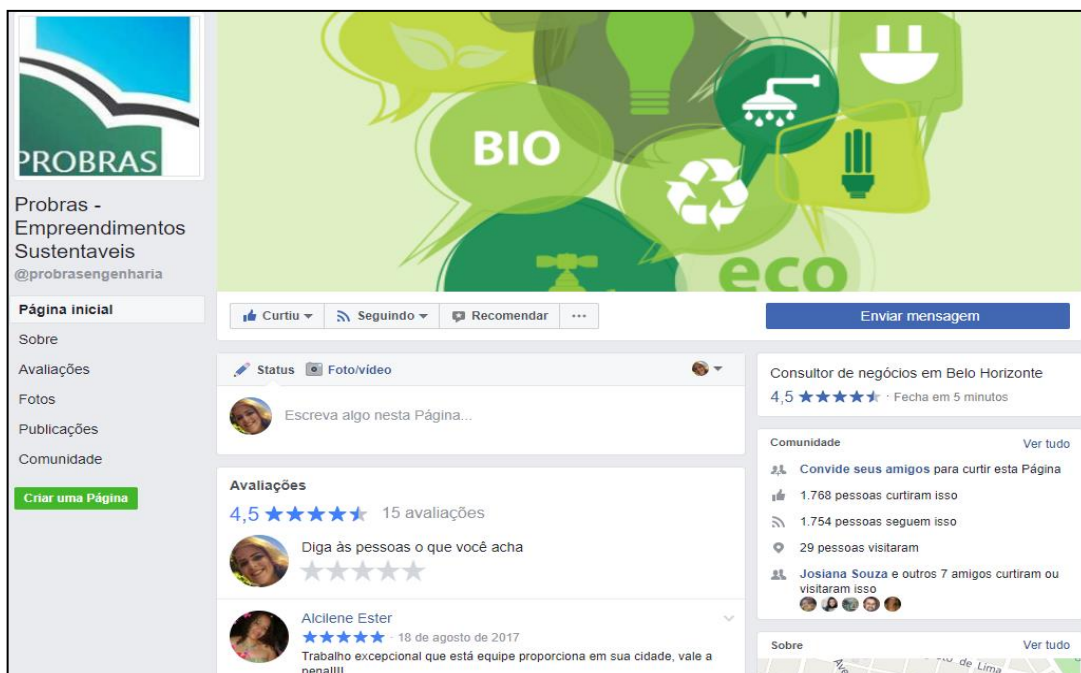 PROBRAS
Probras -
Empreendimentos
Sustentaveis
@probrasengenharia
Página inicial
Sobre
Avaliações
Fotos
Publicações
Comunidade
Criar uma Página
BIO
eco
Curtiu
Seguindo
Recomendar
...
Enviar mensagem
Status
Foto/vídeo
Escreva algo nesta Página...
Avaliações
4,5
15 avaliações
Diga às pessoas o que você acha
Alcilene Ester
18 de agosto de 2017
Trabalho excepcional que está equipe proporciona em sua cidade, vale a
pena!!!!
Consultor de negócios em Belo Horizonte
4,5 · Fecha em 5 minutos
Comunidade
Ver tudo
Convide seus amigos para curtir esta Página
1.768 pessoas curtiram isso
1.754 pessoas seguem isso
29 pessoas visitaram
Josiana Souza e outros 7 amigos curtiram ou
visitaram isso
Sobre
Ver tudo
de Lima